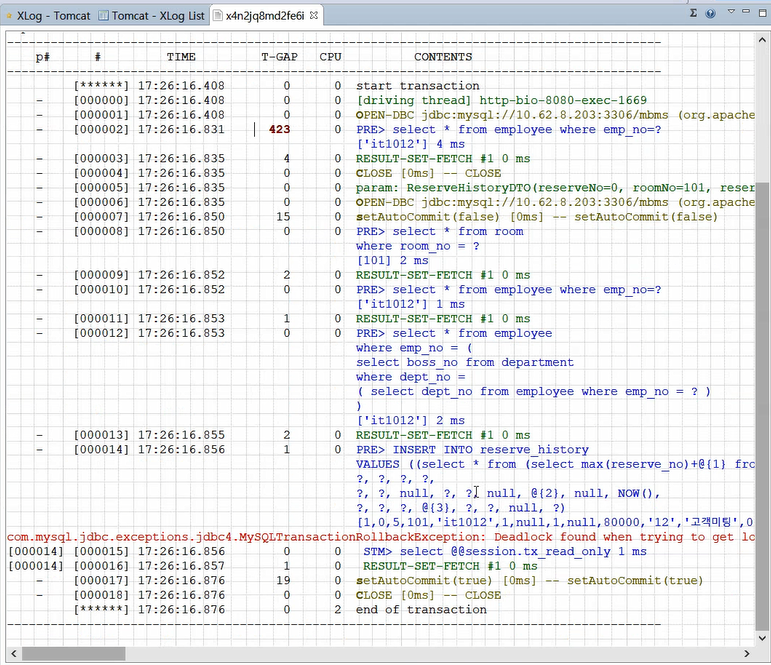 XLog - Tomcat Tomcat - XLog List x4n2jq8md2fe6i
p# # TIME T-GAP CPU CONTENTS
[******] 17:26:16.408 0 0 start transaction
- [000000] 17:26:16.408 0 0 [driving thread] http-bio-8080-exec-1669
- [000001] 17:26:16.408 0 0 OPEN-DBC jdbc:mysql://10.62.8.203:3306/mbms (org.apache
- [000002] 17:26:16.831 423 0 PRE> select * from employee where emp_no=?
['it1012'] 4 ms
- [000003] 17:26:16.835 4 0 RESULT-SET-FETCH #1 0 ms
- [000004] 17:26:16.835 0 0 CLOSE [0ms] -- CLOSE
- [000005] 17:26:16.835 0 0 param: ReserveHistoryDTO(reserveNo=0, roomNo=101, reser
- [000006] 17:26:16.835 0 0 OPEN-DBC jdbc:mysql://10.62.8.203:3306/mbms (org.apache
- [000007] 17:26:16.850 15 0 setAutoCommit(false) [0ms] -- setAutoCommit(false)
- [000008] 17:26:16.850 0 0 PRE> select * from room
where room_no = ?
[101] 2 ms
- [000009] 17:26:16.852 2 0 RESULT-SET-FETCH #1 0 ms
- [000010] 17:26:16.852 0 0 PRE> select * from employee where emp_no=?
['it1012'] 1 ms
- [000011] 17:26:16.853 1 0 RESULT-SET-FETCH #1 0 ms
- [000012] 17:26:16.853 0 0 PRE> select * from employee
where emp_no = (
select boss_no from department
where dept_no =
( select dept_no from employee where emp_no = ? )
)
['it1012'] 2 ms
- [000013] 17:26:16.855 2 0 RESULT-SET-FETCH #1 0 ms
- [000014] 17:26:16.856 1 0 PRE> INSERT INTO reserve_history
VALUES ((select * from (select max(reserve_no)+@{1} fro
?, ?, ?, ?,
?, ?, null, ?, ?, null, @{2}, null, NOW(),
?, ?, ?, @{3}, ?, ?, null, ?)
[1,0,5,101,'it1012',1,null,1,null,80000,'12','고객미팅',0
com.mysql.jdbc.exceptions.jdbc4.MySQLTransactionRollbackException: Deadlock found when trying to get lo
[000014] [000015] 17:26:16.856 0 0 STM> select @@session.tx_read_only 1 ms
[000014] [000016] 17:26:16.857 1 0 RESULT-SET-FETCH #1 0 ms
- [000017] 17:26:16.876 19 0 setAutoCommit(true) [0ms] -- setAutoCommit(true)
- [000018] 17:26:16.876 0 0 CLOSE [0ms] -- CLOSE
[******] 17:26:16.876 0 2 end of transaction